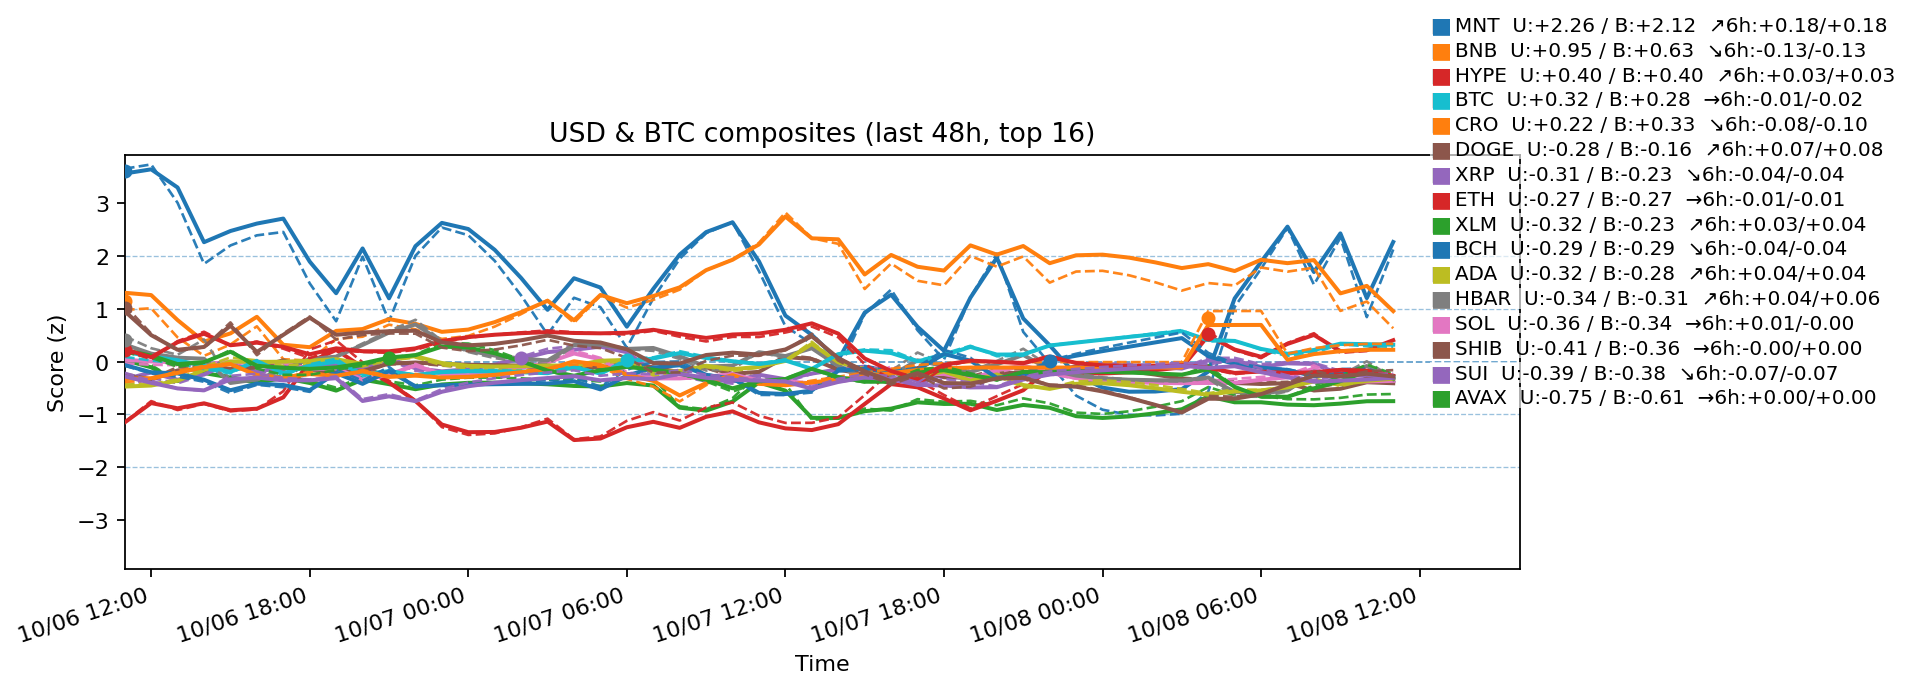 MNT U:+2.26 / B:+2.12 ↗6h:+0.18/+0.18
BNB U:+0.95 / B:+0.63 ↘6h:-0.13/-0.13
HYPE U:+0.40 / B:+0.40 ↗6h:+0.03/+0.03
BTC U:+0.32 / B:+0.28 →6h:-0.01/-0.02
CRO U:+0.22 / B:+0.33 ↘6h:-0.08/-0.10
DOGE U:-0.28 / B:-0.16 ↗6h:+0.07/+0.08
XRP U:-0.31 / B:-0.23 ↘6h:-0.04/-0.04
ETH U:-0.27 / B:-0.27 →6h:-0.01/-0.01
XLM U:-0.32 / B:-0.23 ↗6h:+0.03/+0.04
BCH U:-0.29 / B:-0.29 ↘6h:-0.04/-0.04
ADA U:-0.32 / B:-0.28 ↗6h:+0.04/+0.04
HBAR U:-0.34 / B:-0.31 ↗6h:+0.04/+0.06
SOL U:-0.36 / B:-0.34 →6h:+0.01/-0.00
SHIB U:-0.41 / B:-0.36 →6h:-0.00/+0.00
SUI U:-0.39 / B:-0.38 ↘6h:-0.07/-0.07
AVAX U:-0.75 / B:-0.61 →6h:+0.00/+0.00
USD & BTC composites (last 48h, top 16)
Score (z)
3
2
1
0
−1
−2
−3
10/06 12:00
10/06 18:00
10/07 00:00
10/07 06:00
10/07 12:00
10/07 18:00
10/08 00:00
10/08 06:00
10/08 12:00
Time